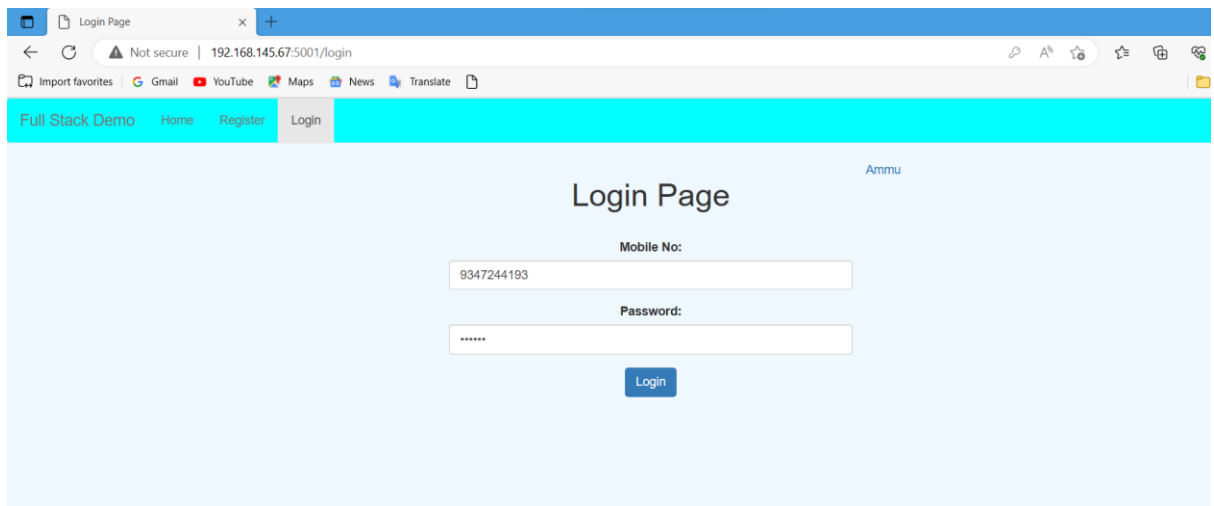 Login Page
Not secure | 192.168.145.67:5001/login
Import favorites Gmail YouTube Maps News Translate
Full Stack Demo Home Register Login
Ammu
Login Page
Mobile No:
9347244193
Password:
••••••
Login